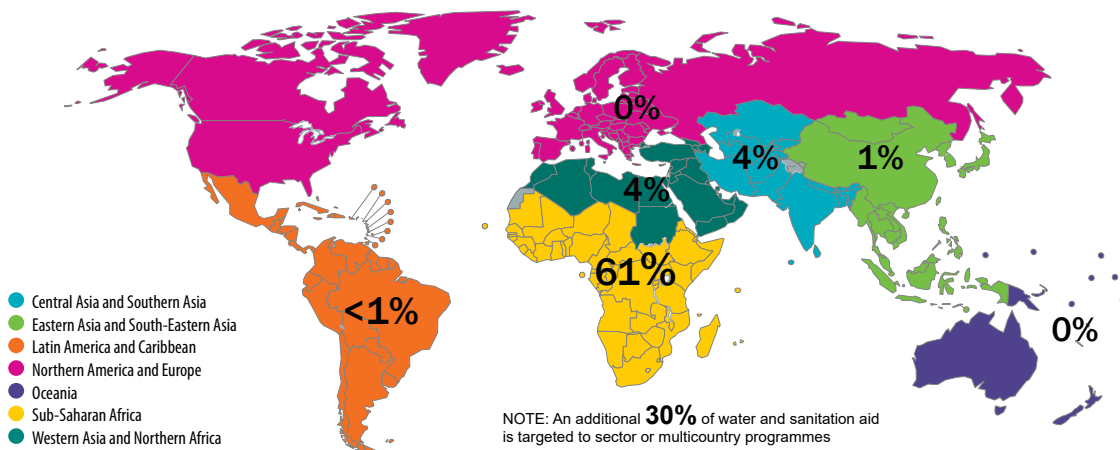 0%
4%
1%
4%
61%
<1%
0%
Central Asia and Southern Asia
Eastern Asia and South-Eastern Asia
Latin America and Caribbean
Northern America and Europe
Oceania
Sub-Saharan Africa
Western Asia and Northern Africa
NOTE: An additional 30% of water and sanitation aid
is targeted to sector or multicountry programmes